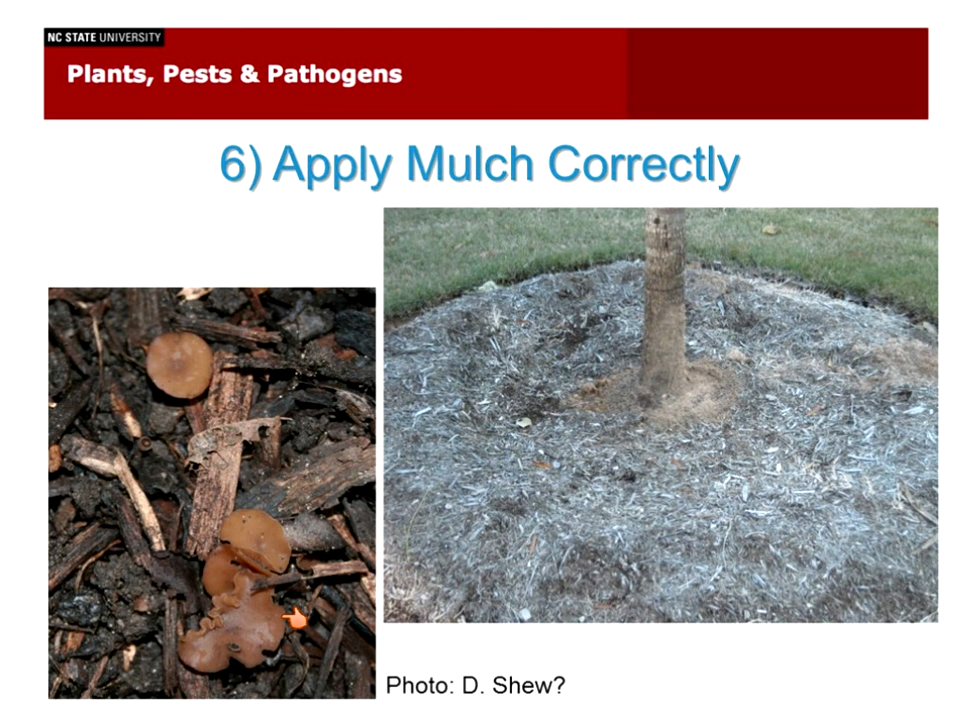 NC STATE UNIVERSITY
Plants, Pests & Pathogens
6) Apply Mulch Correctly
Photo: D. Shew?